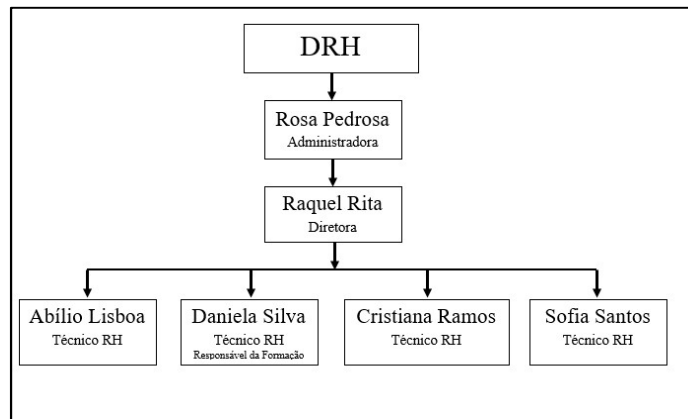 DRH
Rosa Pedrosa
Administradora
Raquel Rita
Diretora
Abílio Lisboa
Técnico RH
Daniela Silva
Técnico RH
Responsável da Formação
Cristiana Ramos
Técnico RH
Sofia Santos
Técnico RH